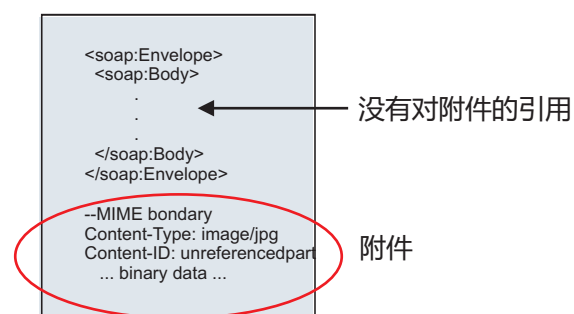 <soap:Envelope>
<soap:Body>
.
.
.
没有对附件的引用
</soap:Body>
</soap:Envelope>
--MIME bondary
Content-Type: image/jpg
Content-ID: unreferencedpart
... binary data ...
附件